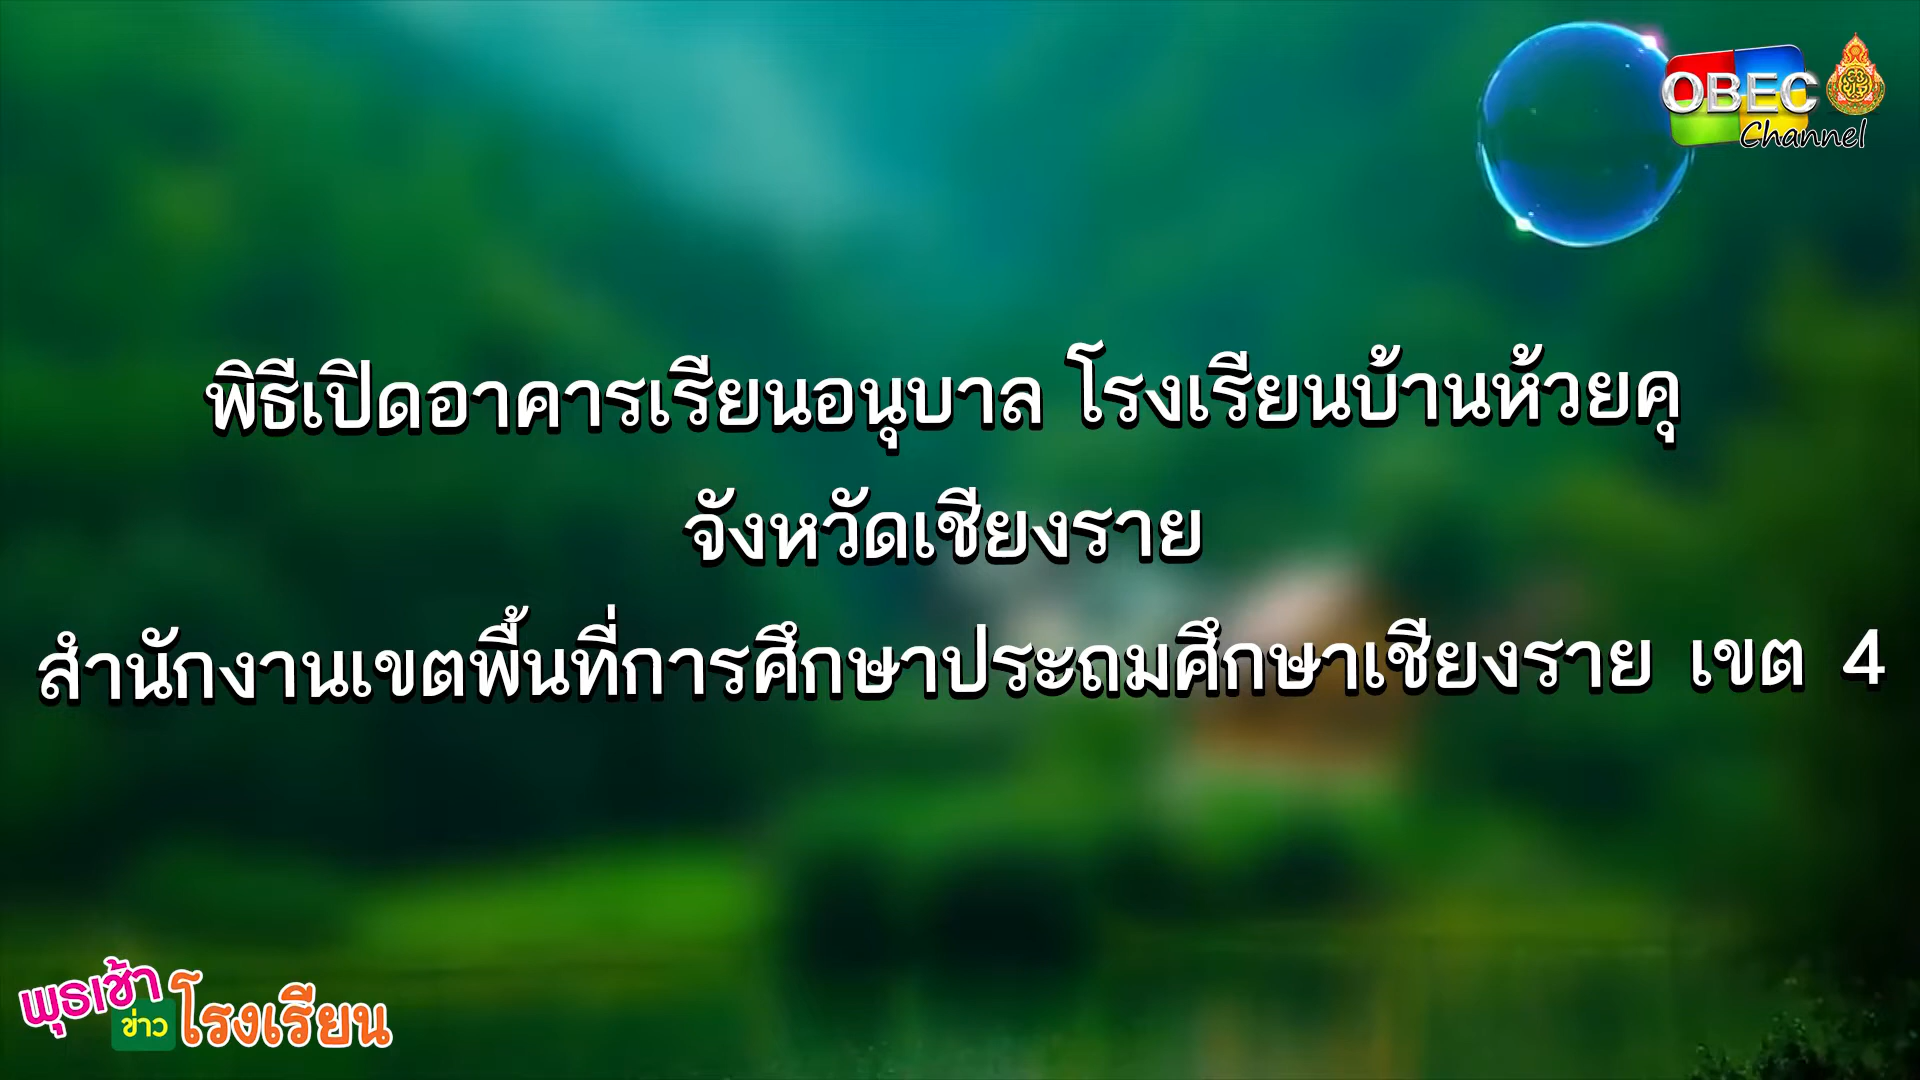 OBEC
Channel
พิธีเปิดอาคารเรียนอนุบาล โรงเรียนบ้านห้วยคุ
จังหวัดเชียงราย
สำนักงานเขตพื้นที่การศึกษาประถมศึกษาเชียงราย เขต 4
พุธเช้า
ข่าว
โรงเรียน